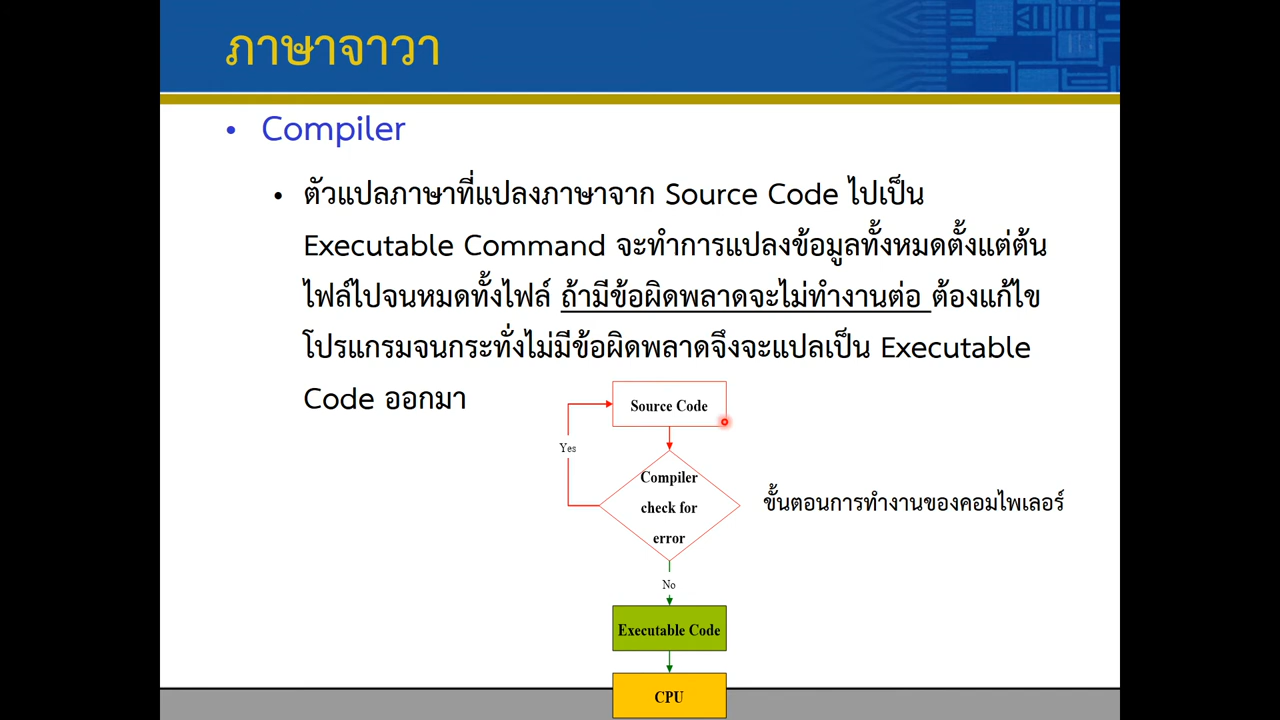 ภาษาจาวา
• Compiler
• ตัวแปลภาษาที่แปลงภาษาจาก Source Code ไปเป็น
Executable Command จะทำการแปลงข้อมูลทั้งหมดตั้งแต่ต้น
ไฟล์ไปจนหมดทั้งไฟล์ ถ้ามีข้อผิดพลาดจะไม่ทำงานต่อ ต้องแก้ไข
โปรแกรมจนกระทั่งไม่มีข้อผิดพลาดจึงจะแปลเป็น Executable
Code ออกมา
Source Code
Yes
Compiler
check for
error
ขั้นตอนการทำงานของคอมไพเลอร์
No
Executable Code
CPU